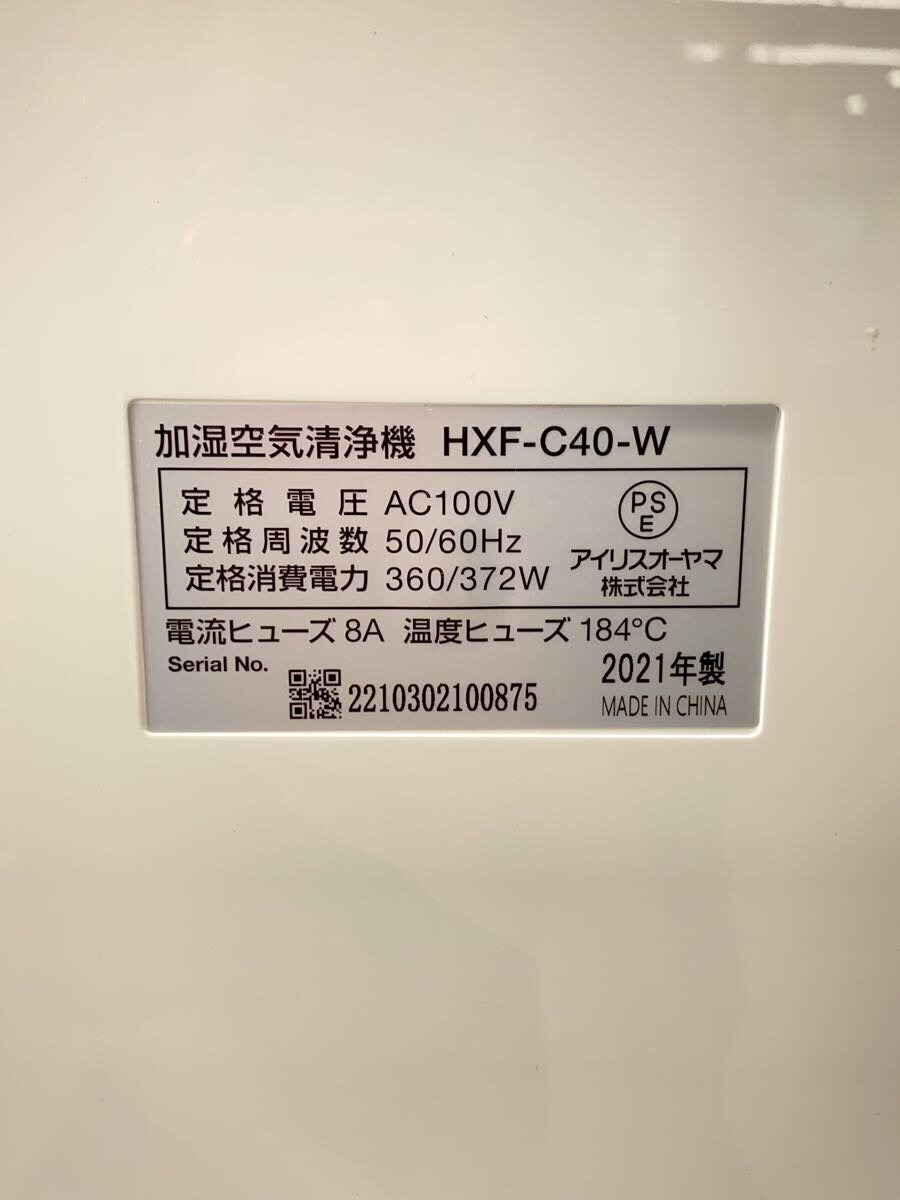 加湿空気清浄機 HXF-C40-W
定格電圧 AC100V
定格周波数 50/60Hz
定格消費電力 360/372W
PS
E
アイリスオーヤマ
株式会社
電流ヒューズ 8A 温度ヒューズ 184℃
Serial No.
2210302100875
2021年製
MADE IN CHINA